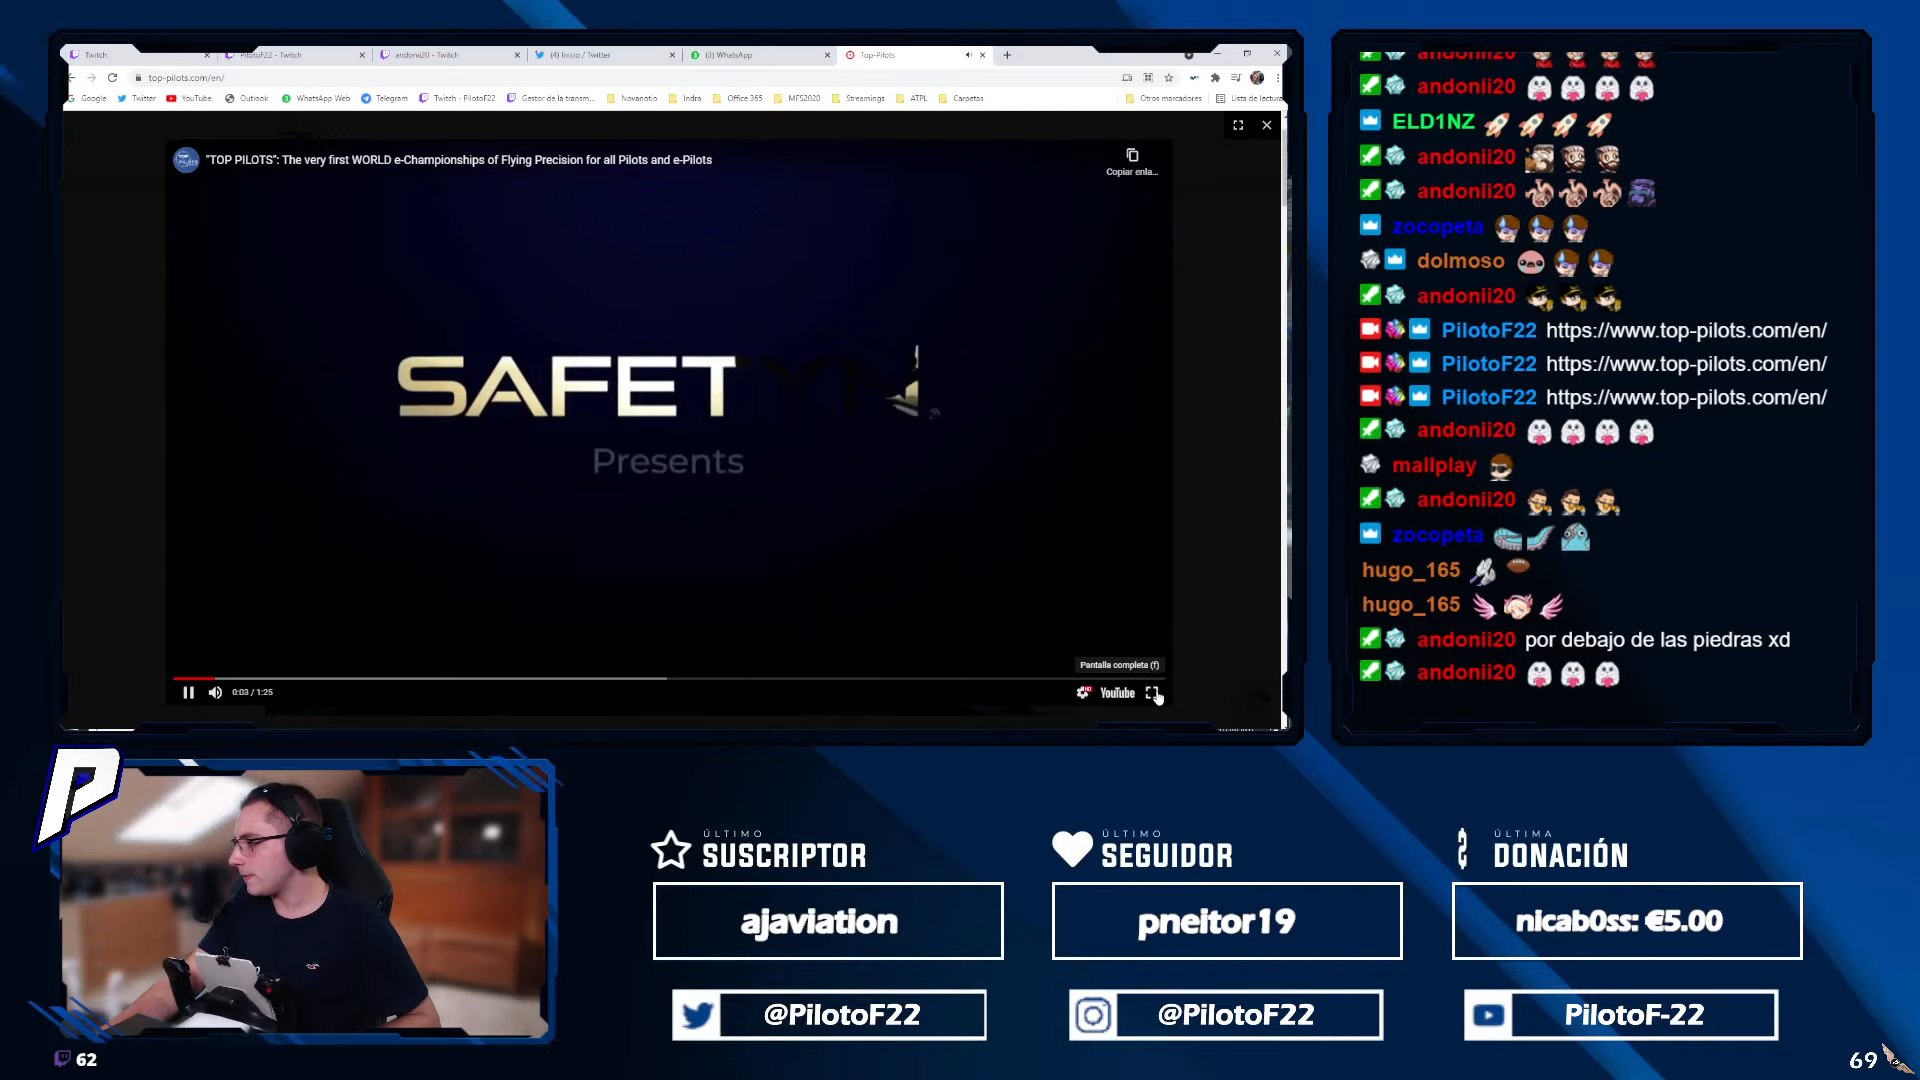 Twitch
PilotoF22 - Twitch
andonii20 - Twitch
(4) Inicio / Twitter
(3) WhatsApp
Top-Pilots
top-pilots.com/en/
Google
Twitter
YouTube
Outlook
WhatsApp Web
Telegram
Twitch - PilotoF22
Gestor de la transm...
Novanotio
Indra
Office 365
MFS2020
Streamings
ATPL
Carpetas
Otros marcadores
Lista de lectura
"TOP PILOTS": The very first WORLD e-Championships of Flying Precision for all Pilots and e-Pilots
Copiar enla...
SAFET
Presents
Pantalla completa (f)
0:03 / 1:25
HD
YouTube
andonii20
andonii20
ELD1NZ
andonii20
andonii20
zocopeta
dolmoso
andonii20
PilotoF22 https://www.top-pilots.com/en/
PilotoF22 https://www.top-pilots.com/en/
PilotoF22 https://www.top-pilots.com/en/
andonii20
mallplay
andonii20
zocopeta
hugo_165
hugo_165
andonii20 por debajo de las piedras xd
andonii20
P
ÚLTIMO
SUSCRIPTOR
ajaviation
ÚLTIMO
SEGUIDOR
pneitor19
ÚLTIMA
DONACIÓN
nicab0ss: €5.00
@PilotoF22
@PilotoF22
PilotoF-22
62
69